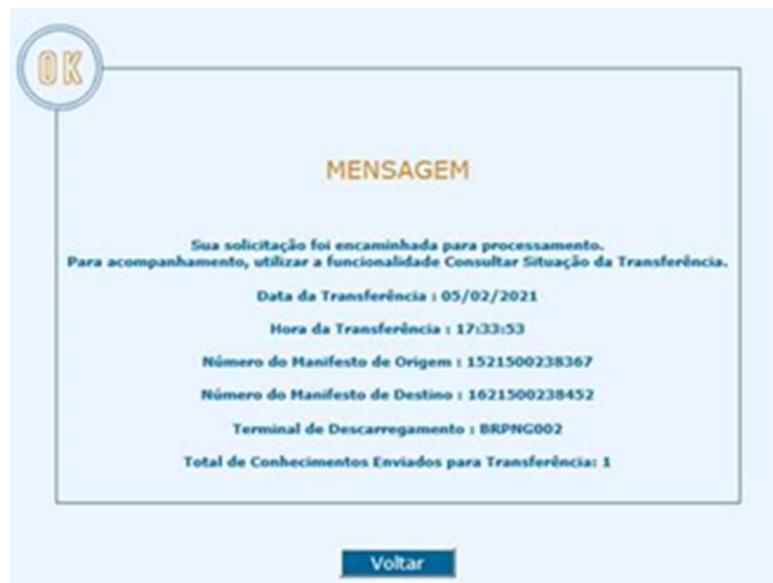 OK
MENSAGEM
Sua solicitação foi encaminhada para processamento.
Para acompanhamento, utilizar a funcionalidade Consultar Situação da Transferência.
Data da Transferência : 05/02/2021
Hora da Transferência : 17:33:53
Número do Manifesto de Origem : 1521500238367
Número do Manifesto de Destino : 1621500238452
Terminal de Descarregamento : BRPNG002
Total de Conhecimentos Enviados para Transferência: 1
Voltar